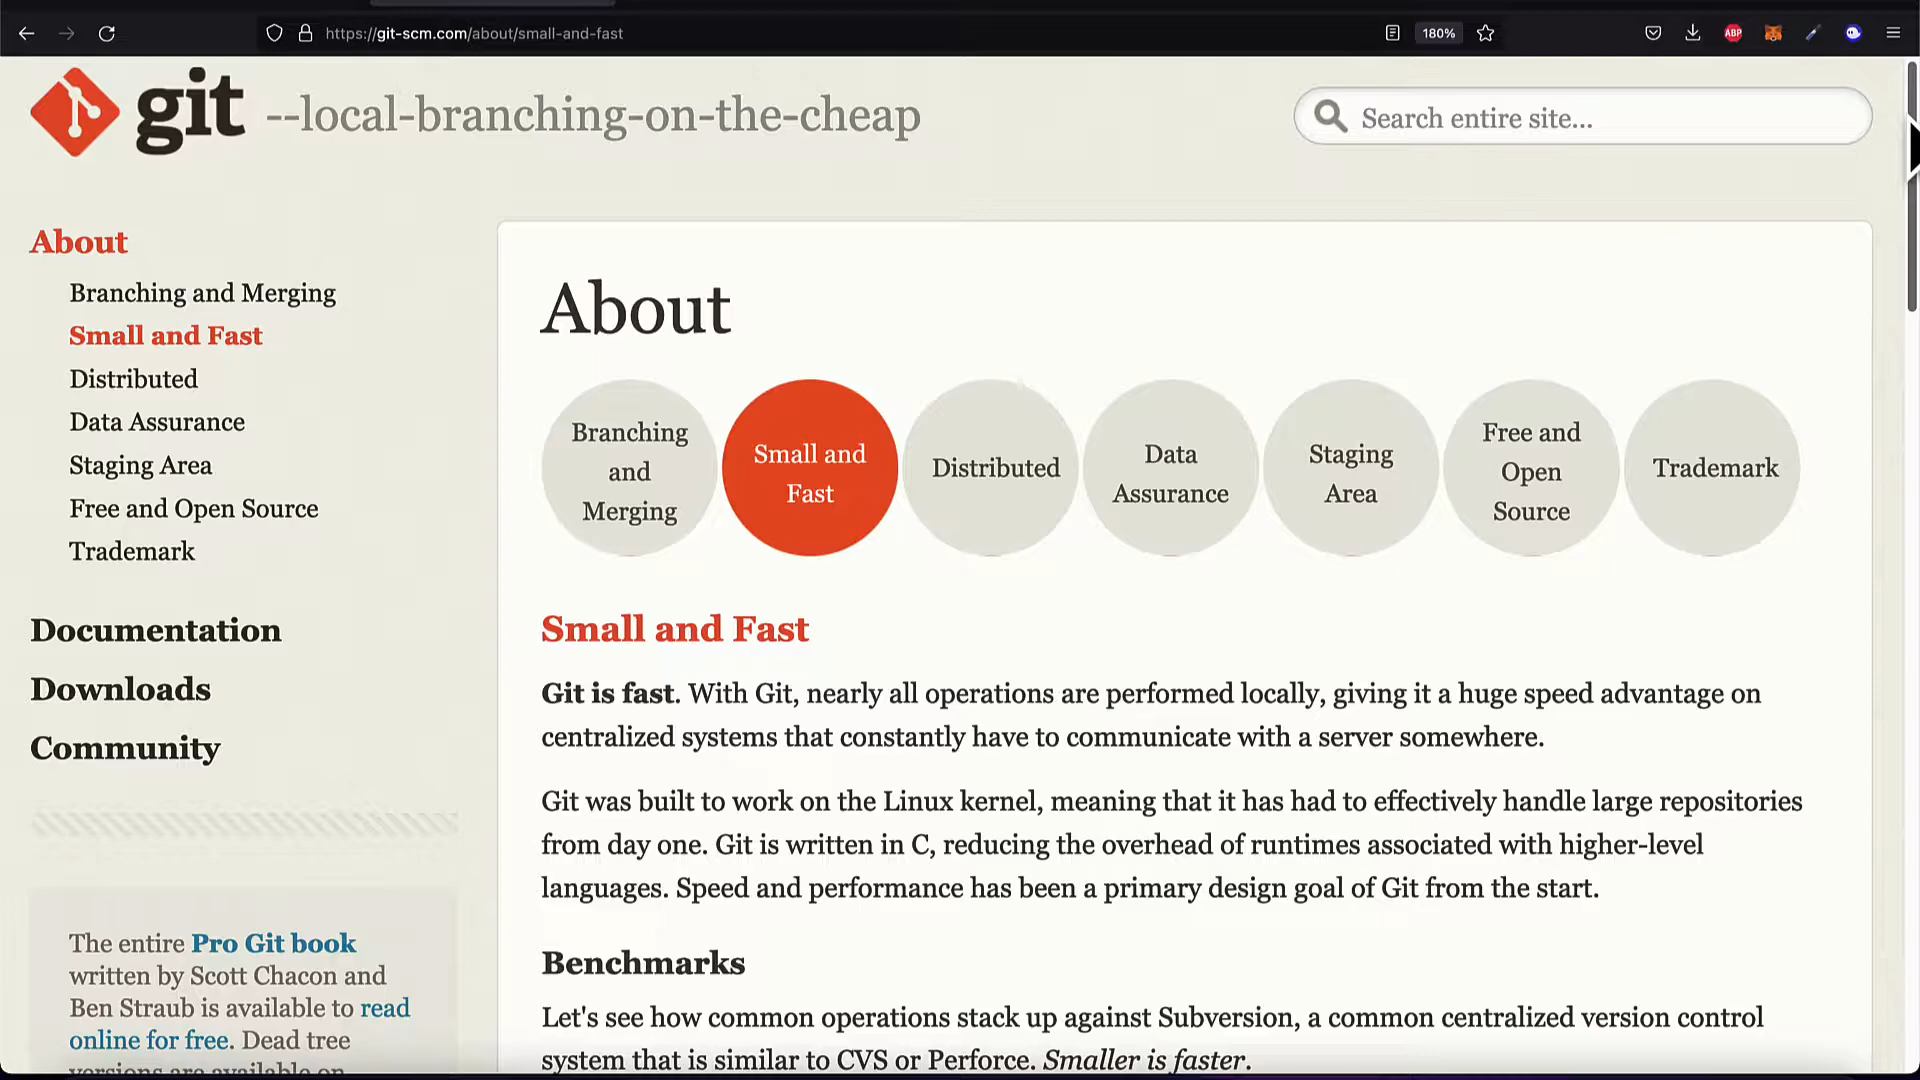 https://git-scm.com/about/small-and-fast
180%
ABP
git --local-branching-on-the-cheap
Search entire site...
About
Branching and Merging
Small and Fast
Distributed
Data Assurance
Staging Area
Free and Open Source
Trademark
Documentation
Downloads
Community
The entire Pro Git book
written by Scott Chacon and
Ben Straub is available to read
online for free. Dead tree
versions are available on
About
Branching
and
Merging
Small and
Fast
Distributed
Data
Assurance
Staging
Area
Free and
Open
Source
Trademark
Small and Fast
Git is fast. With Git, nearly all operations are performed locally, giving it a huge speed advantage on
centralized systems that constantly have to communicate with a server somewhere.
Git was built to work on the Linux kernel, meaning that it has had to effectively handle large repositories
from day one. Git is written in C, reducing the overhead of runtimes associated with higher-level
languages. Speed and performance has been a primary design goal of Git from the start.
Benchmarks
Let's see how common operations stack up against Subversion, a common centralized version control
system that is similar to CVS or Perforce. Smaller is faster.